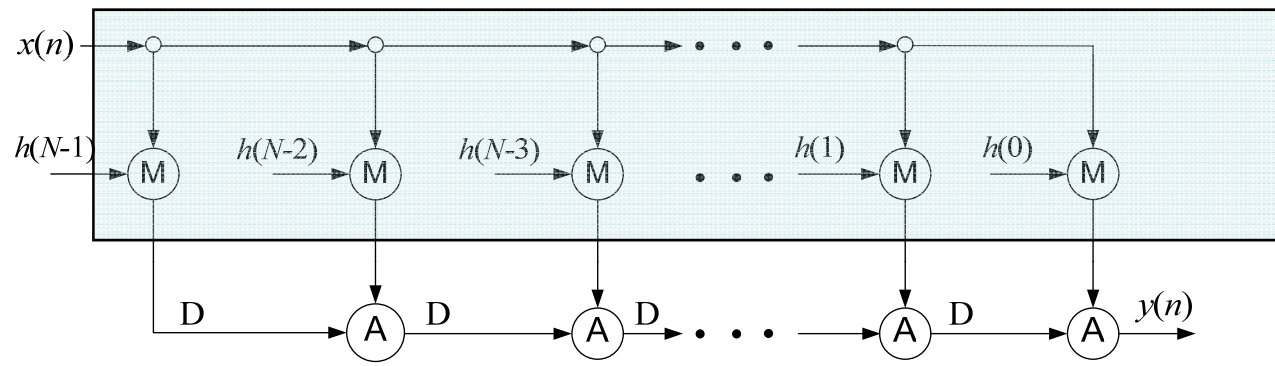 x(n)
h(N-1) h(N-2) h(N-3) h(1) h(0)
M M M M M
D D D D y(n)
A A A A